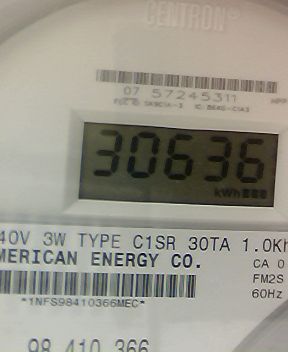 CENTRON®
07 57245311
30636
kWh
40V 3W TYPE C1SR 30TA 1.0Kh
MERICAN ENERGY CO.
CA 0
FM2S
60Hz
*1NFS98410366MEC*
98 410 366